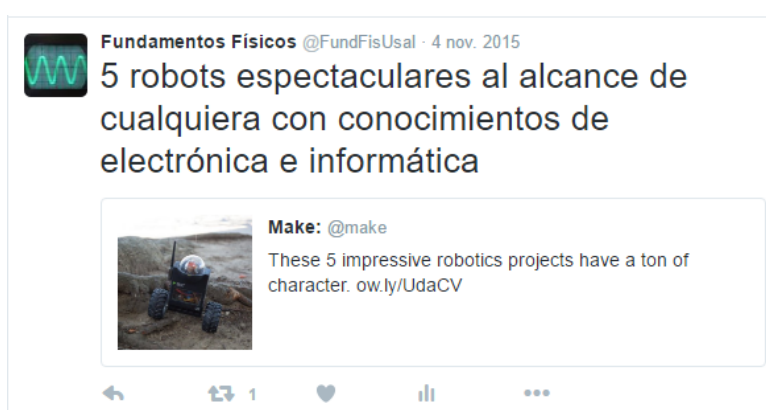 Fundamentos Físicos @FundFisUsal · 4 nov. 2015
5 robots espectaculares al alcance de
cualquiera con conocimientos de
electrónica e informática
Make: @make
These 5 impressive robotics projects have a ton of
character. ow.ly/UdaCV
1